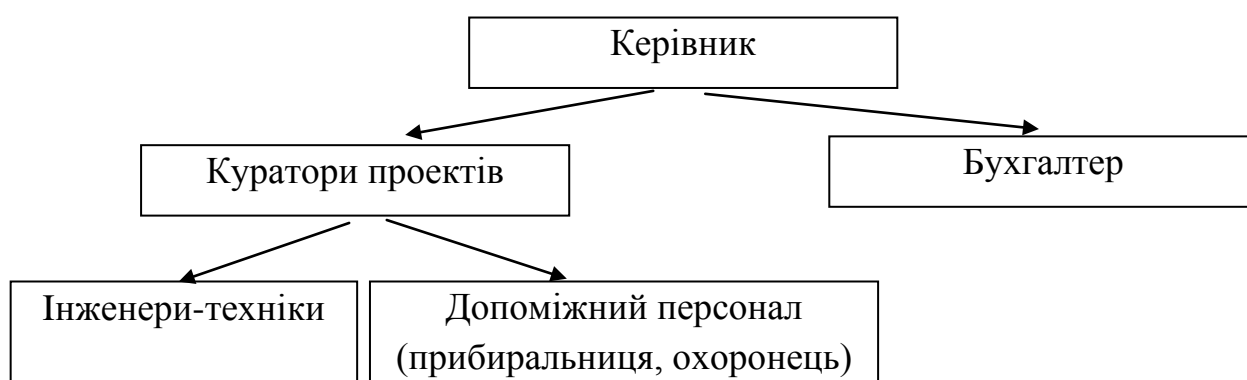 Керівник
Куратори проектів
Бухгалтер
Інженери-техніки
Допоміжний персонал
(прибиральниця, охоронець)